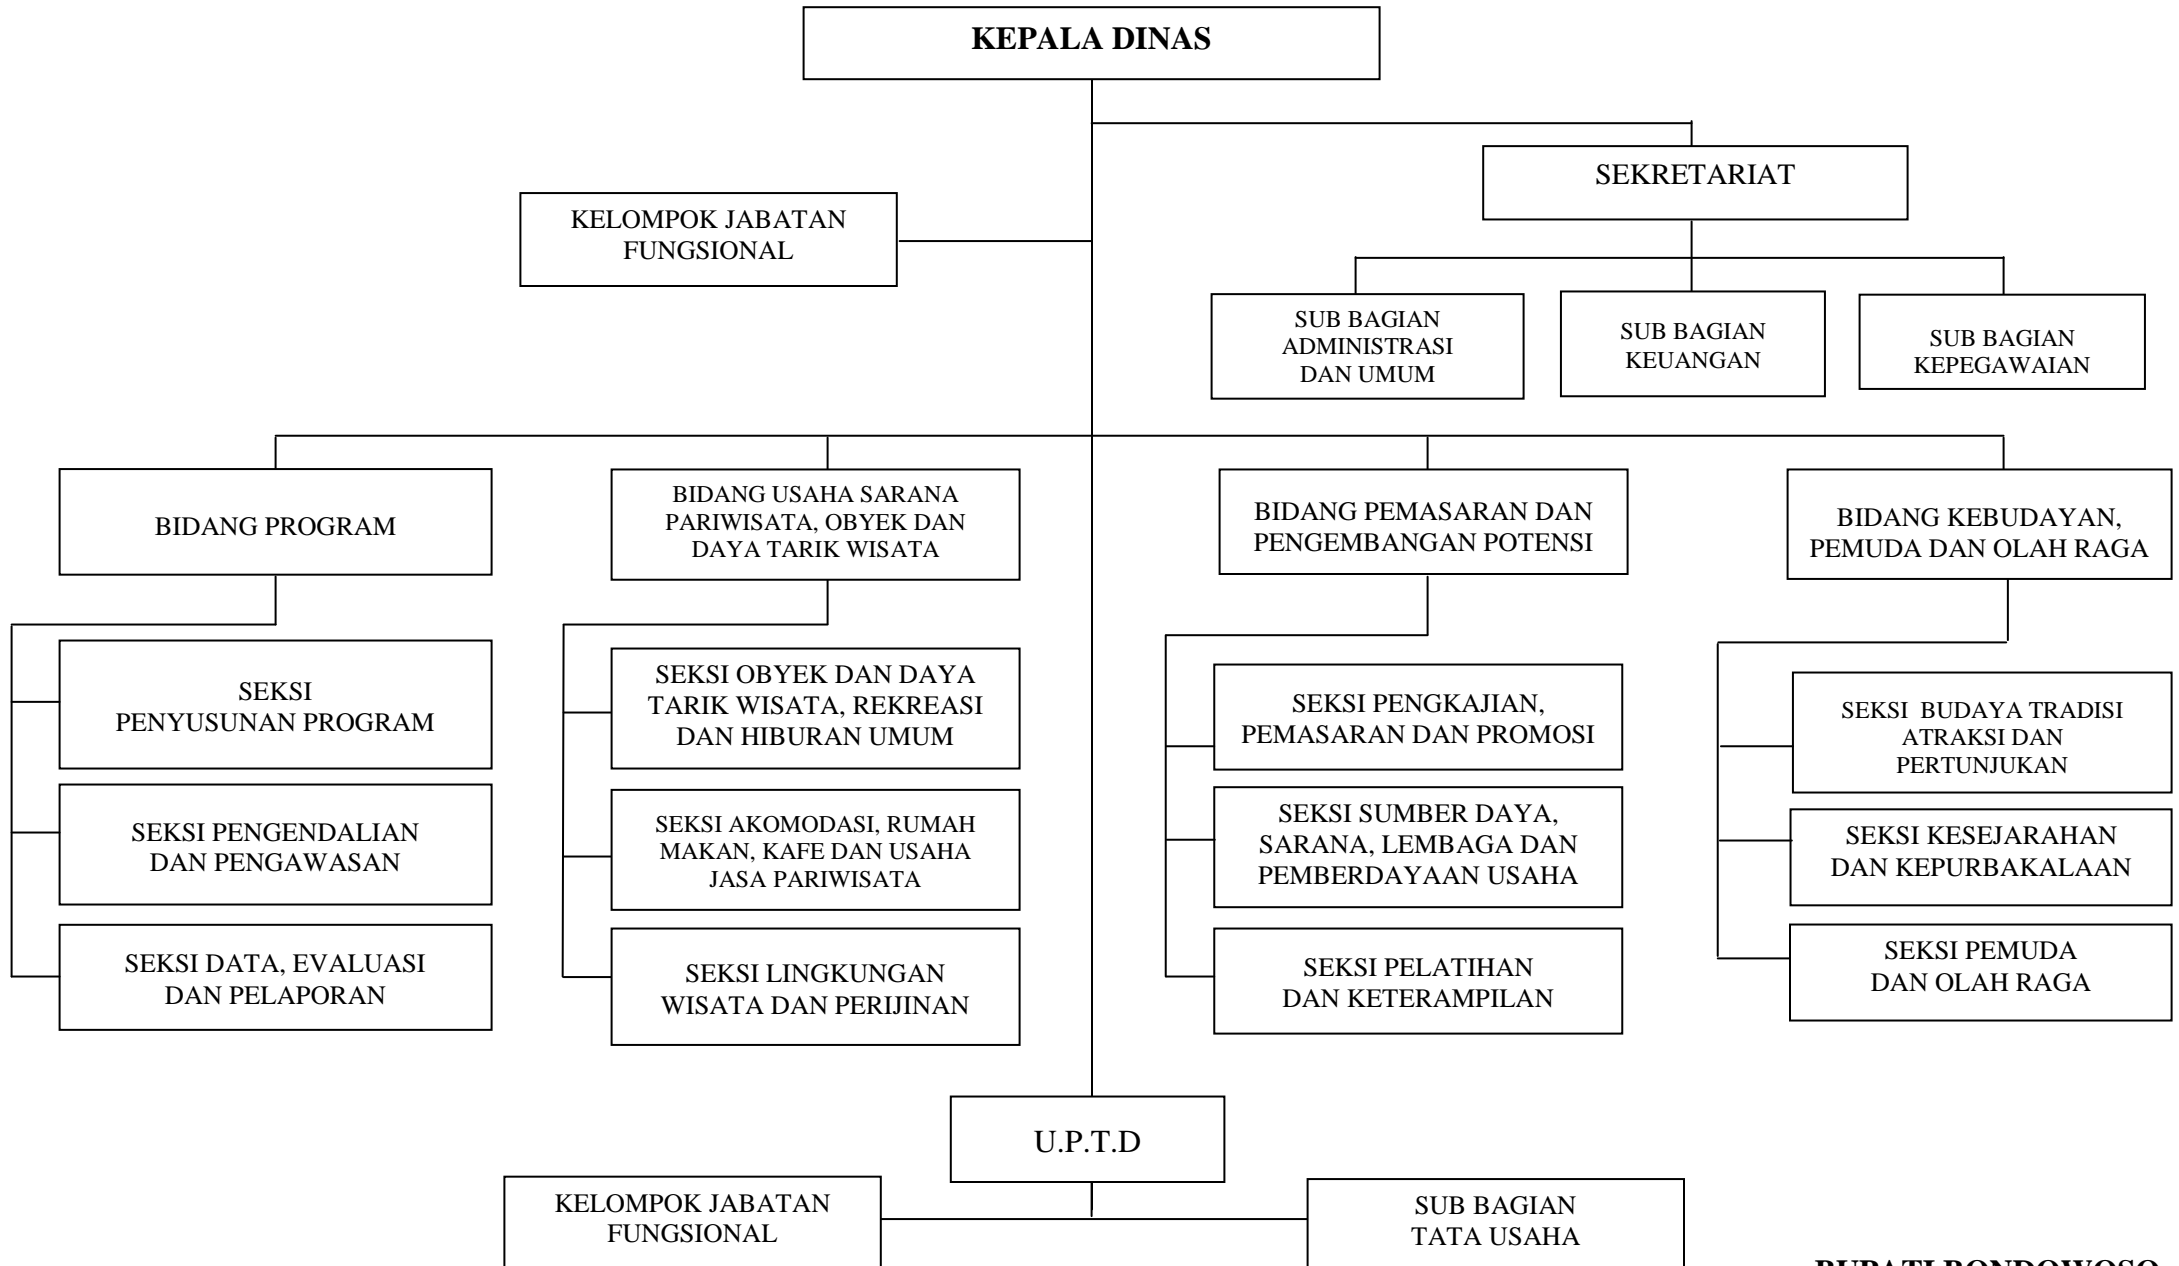 KEPALA DINAS
SEKRETARIAT
KELOMPOK JABATAN
FUNGSIONAL
SUB BAGIAN
ADMINISTRASI
DAN UMUM
SUB BAGIAN
KEUANGAN
SUB BAGIAN
KEPEGAWAIAN
BIDANG PROGRAM
BIDANG USAHA SARANA
PARIWISATA, OBYEK DAN
DAYA TARIK WISATA
BIDANG PEMASARAN DAN
PENGEMBANGAN POTENSI
BIDANG KEBUDAYAN,
PEMUDA DAN OLAH RAGA
SEKSI
PENYUSUNAN PROGRAM
SEKSI OBYEK DAN DAYA
TARIK WISATA, REKREASI
DAN HIBURAN UMUM
SEKSI PENGKAJIAN,
PEMASARAN DAN PROMOSI
SEKSI BUDAYA TRADISI
ATRAKSI DAN
PERTUNJUKAN
SEKSI PENGENDALIAN
DAN PENGAWASAN
SEKSI AKOMODASI, RUMAH
MAKAN, KAFE DAN USAHA
JASA PARIWISATA
SEKSI SUMBER DAYA,
SARANA, LEMBAGA DAN
PEMBERDAYAAN USAHA
SEKSI KESEJARAHAN
DAN KEPURBAKALAAN
SEKSI DATA, EVALUASI
DAN PELAPORAN
SEKSI LINGKUNGAN
WISATA DAN PERIJINAN
SEKSI PELATIHAN
DAN KETERAMPILAN
SEKSI PEMUDA
DAN OLAH RAGA
U.P.T.D
KELOMPOK JABATAN
FUNGSIONAL
SUB BAGIAN
TATA USAHA
BUPATI BONDOWOSO